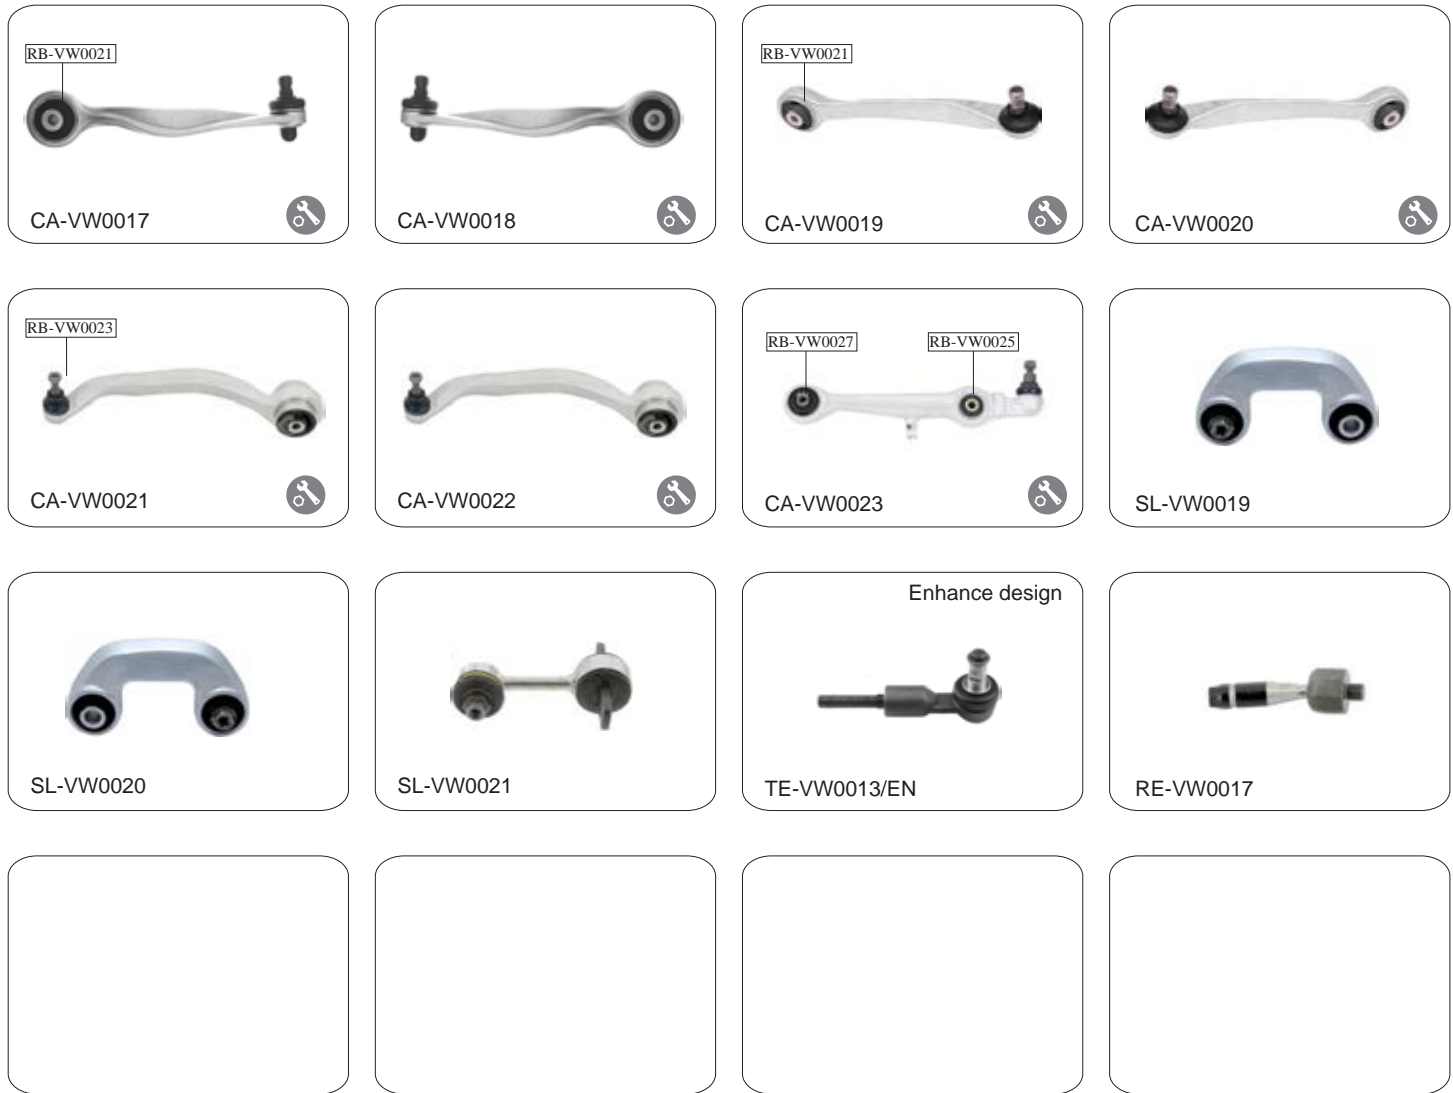 RB-VW0021
CA-VW0017
CA-VW0018
RB-VW0021
CA-VW0019
CA-VW0020
RB-VW0023
CA-VW0021
CA-VW0022
RB-VW0027 RB-VW0025
CA-VW0023
SL-VW0019
SL-VW0020
SL-VW0021
Enhance design
TE-VW0013/EN
RE-VW0017